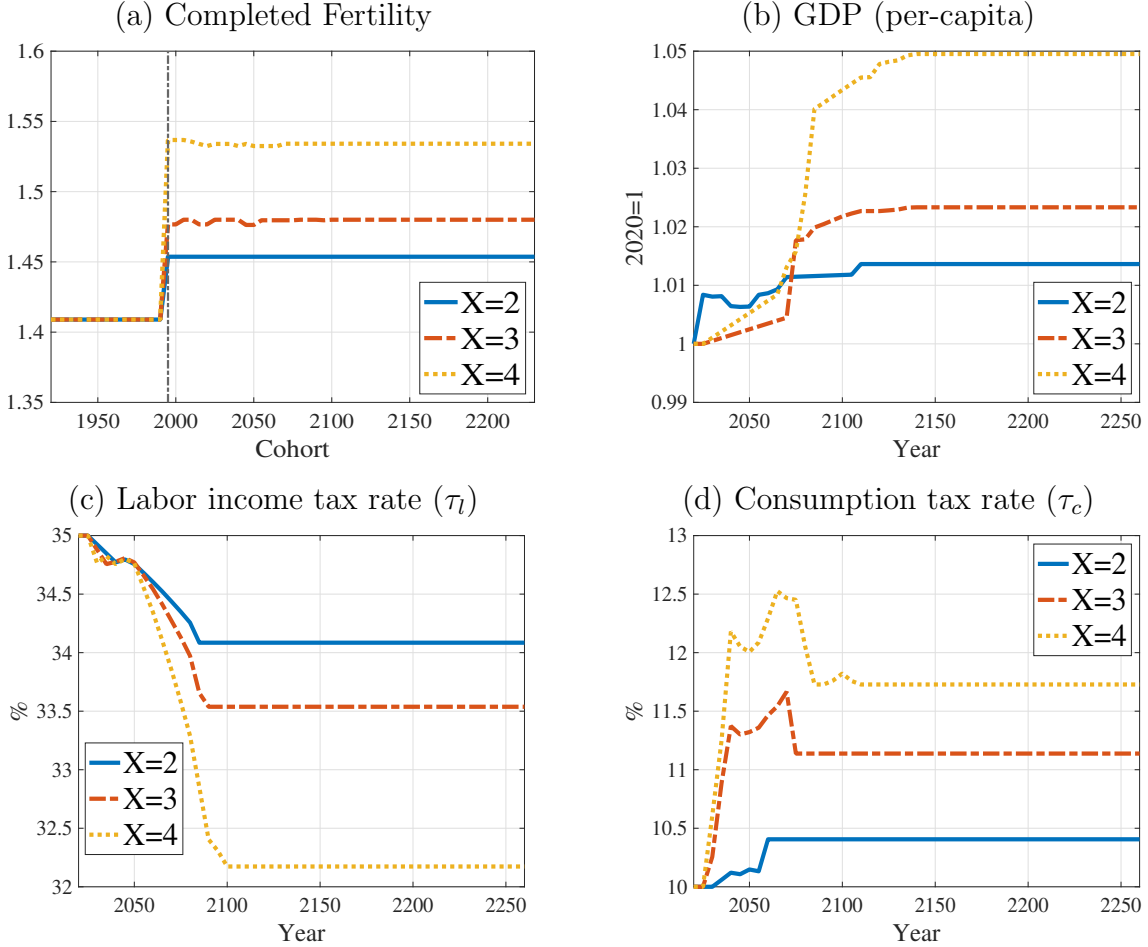 (a) Completed Fertility
1.6
1.55
1.5
1.45
1.4
1.35
1950 2000 2050 2100 2150 2200
Cohort
X=2
X=3
X=4
(b) GDP (per-capita)
1.05
1.04
1.03
1.02
1.01
1
0.99
2020=1
2050 2100 2150 2200 2250
Year
X=2
X=3
X=4
(c) Labor income tax rate (τl)
35
34.5
34
33.5
33
32.5
32
%
2050 2100 2150 2200 2250
Year
X=2
X=3
X=4
(d) Consumption tax rate (τc)
13
12.5
12
11.5
11
10.5
10
%
2050 2100 2150 2200 2250
Year
X=2
X=3
X=4